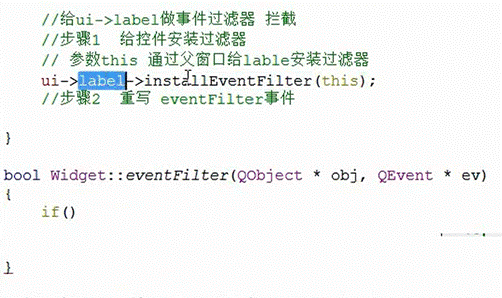 //给ui->label做事件过滤器 拦截
//步骤1 给控件安装过滤器
// 参数this 通过父窗口给lable安装过滤器
ui->label->installEventFilter(this);
//步骤2 重写 eventFilter事件
}
bool Widget::eventFilter(QObject * obj, QEvent * ev)
{
if()
}